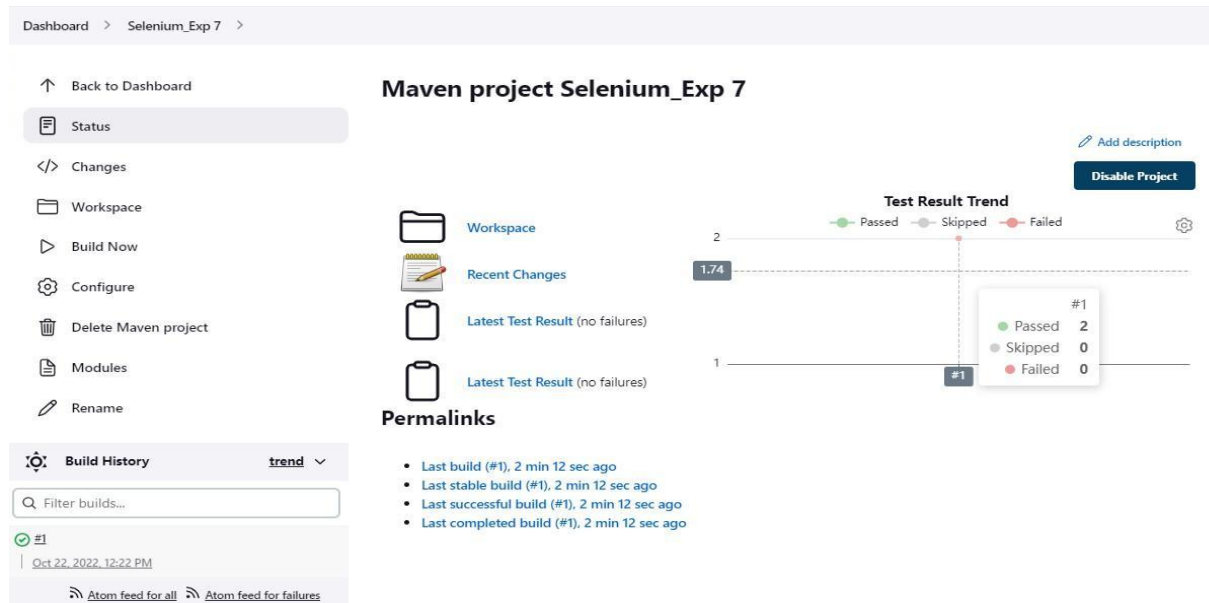 Dashboard > Selenium_Exp 7 >
Back to Dashboard
Status
</> Changes
Workspace
Build Now
Configure
Delete Maven project
Modules
Rename
Build History trend
Filter builds...
#1
Oct 22, 2022, 12:22 PM
Atom feed for all Atom feed for failures
Maven project Selenium_Exp 7
Add description
Disable Project
Workspace
Recent Changes
Latest Test Result (no failures)
Latest Test Result (no failures)
Test Result Trend
Passed Skipped Failed
2
1.74
1
#1
#1
Passed 2
Skipped 0
Failed 0
Permalinks
• Last build (#1), 2 min 12 sec ago
• Last stable build (#1), 2 min 12 sec ago
• Last successful build (#1), 2 min 12 sec ago
• Last completed build (#1), 2 min 12 sec ago